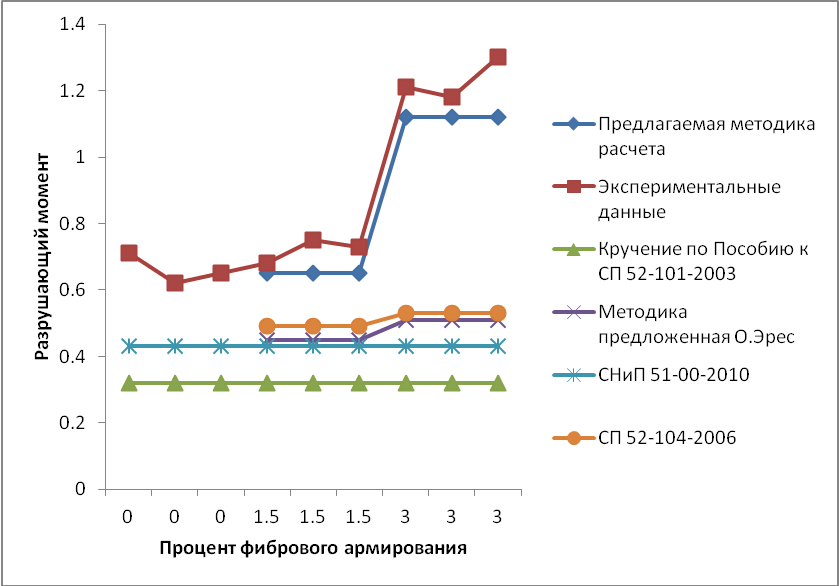 1.4
1.2
1
0.8
0.6
0.4
0.2
0
Разрушающий момент
0 0 0 1.5 1.5 1.5 3 3 3
Процент фибрового армирования
Предлагаемая методика
расчета
Экспериментальные
данные
Кручение по Пособию к
СП 52-101-2003
Методика
предложенная О.Эрес
СНиП 51-00-2010
СП 52-104-2006